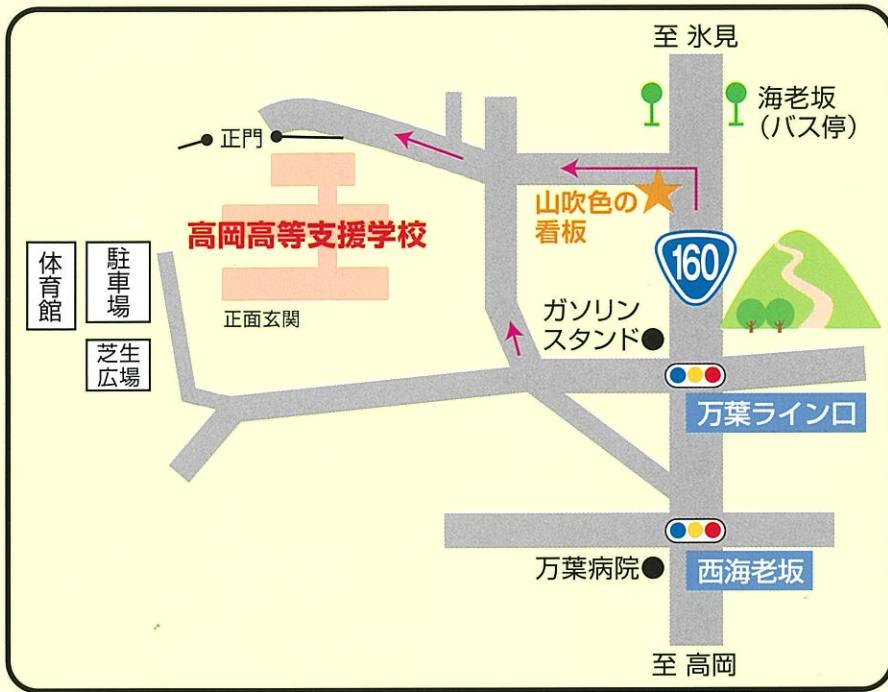 至 氷見
海老坂
(バス停)
正門
山吹色の
看板
高岡高等支援学校
体育館
駐車場
160
正面玄関
ガソリン
スタンド
芝生
広場
万葉ラインロ
万葉病院
西海老坂
至 高岡